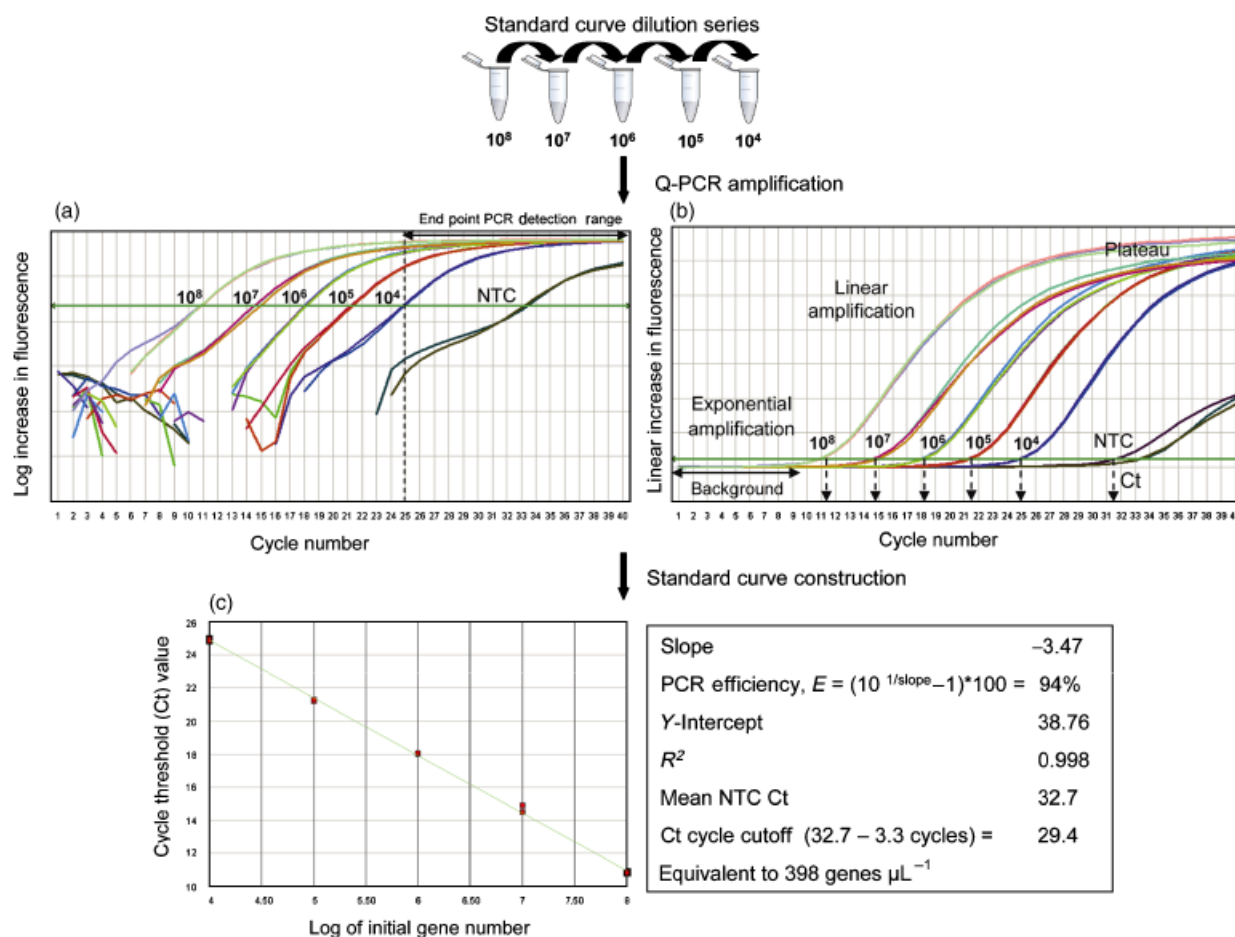 Standard curve dilution series
10⁸ 10⁷ 10⁶ 10⁵ 10⁴
Q-PCR amplification
(a)
End point PCR detection range
10⁸ 10⁷ 10⁶ 10⁵ 10⁴ NTC
Log increase in fluorescence
1 2 3 4 5 6 7 8 9 10 11 12 13 14 15 16 17 18 19 20 21 22 23 24 25 26 27 28 29 30 31 32 33 34 35 36 37 38 39 40
Cycle number
(b)
Plateau
Linear amplification
Exponential amplification
10⁸ 10⁷ 10⁶ 10⁵ 10⁴ NTC
Ct
Background
Linear increase in fluorescence
1 2 3 4 5 6 7 8 9 10 11 12 13 14 15 16 17 18 19 20 21 22 23 24 25 26 27 28 29 30 31 32 33 34 35 36 37 38 39 4
Cycle number
Standard curve construction
(c)
Cycle threshold (Ct) value
26
24
22
20
18
16
14
12
10
4 4.50 5 5.50 6 6.50 7 7.50 8
Log of initial gene number
Slope −3.47
PCR efficiency, E = (10 ^1/slope −1)*100 = 94%
Y-Intercept 38.76
R² 0.998
Mean NTC Ct 32.7
Ct cycle cutoff (32.7 – 3.3 cycles) = 29.4
Equivalent to 398 genes µL⁻¹